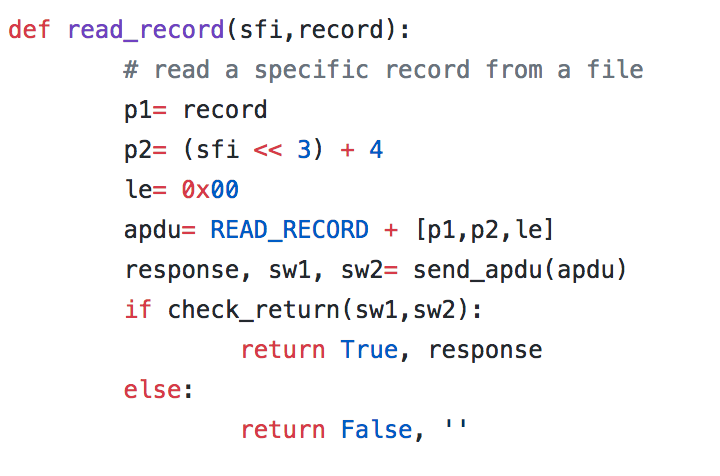 def read_record(sfi,record):
        # read a specific record from a file
        p1= record
        p2= (sfi << 3) + 4
        le= 0x00
        apdu= READ_RECORD + [p1,p2,le]
        response, sw1, sw2= send_apdu(apdu)
        if check_return(sw1,sw2):
                return True, response
        else:
                return False, ''